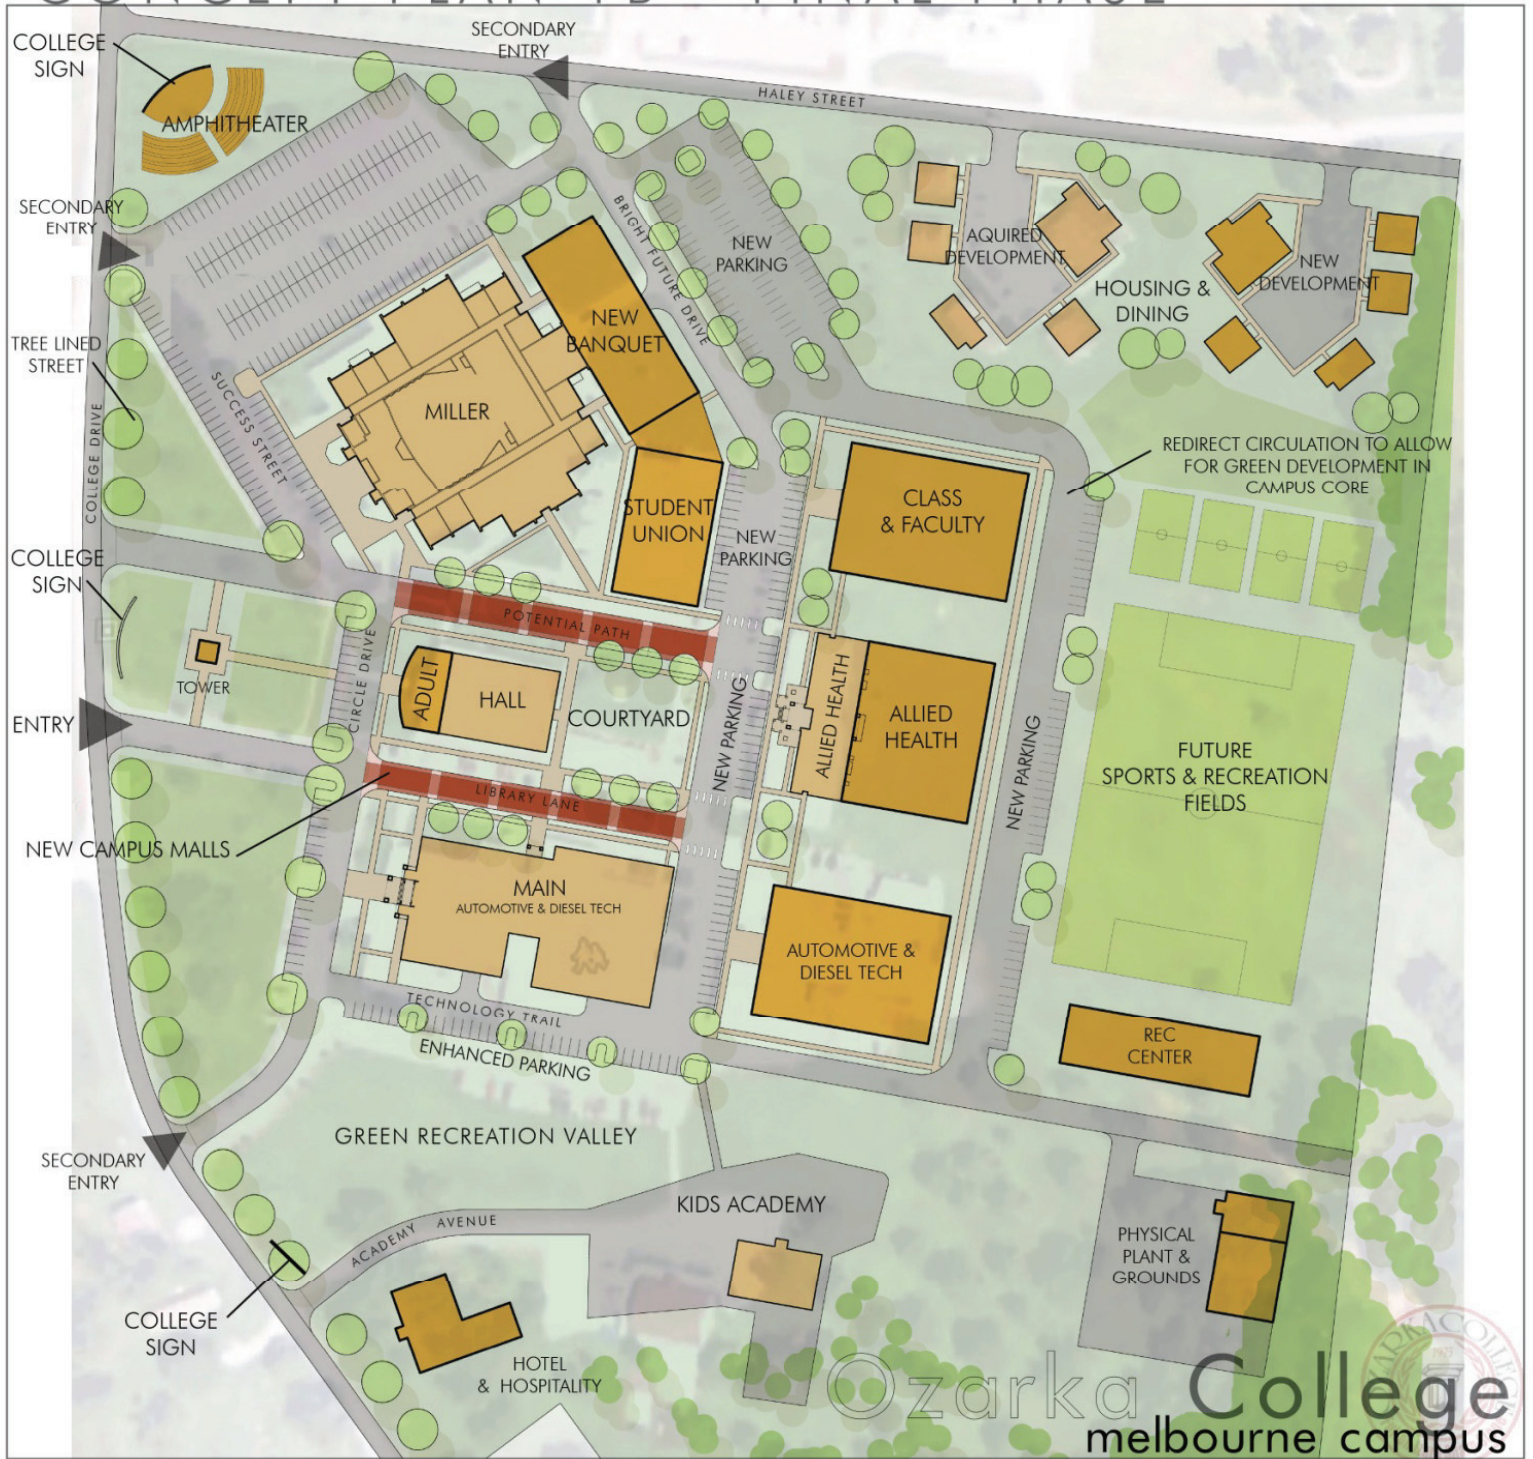 CONCEPT PLAN 1B - FINAL PHASE
COLLEGE
SIGN
SECONDARY
ENTRY
HALEY STREET
AMPHITHEATER
SECONDARY
ENTRY
BRIGHT FUTURE DRIVE
NEW
PARKING
AQUIRED
DEVELOPMENT
HOUSING &
DINING
NEW
DEVELOPMENT
TREE LINED
STREET
COLLEGE DRIVE
SUCCESS STREET
NEW
BANQUET
MILLER
STUDENT
UNION
NEW
PARKING
CLASS
& FACULTY
REDIRECT CIRCULATION TO ALLOW
FOR GREEN DEVELOPMENT IN
CAMPUS CORE
COLLEGE
SIGN
POTENTIAL PATH
TOWER
CIRCLE DRIVE
ADULT
HALL
COURTYARD
NEW PARKING
ALLIED HEALTH
ALLIED
HEALTH
NEW PARKING
FUTURE
SPORTS & RECREATION
FIELDS
ENTRY
LIBRARY LANE
NEW CAMPUS MALLS
MAIN
AUTOMOTIVE & DIESEL TECH
AUTOMOTIVE &
DIESEL TECH
TECHNOLOGY TRAIL
ENHANCED PARKING
REC
CENTER
GREEN RECREATION VALLEY
SECONDARY
ENTRY
KIDS ACADEMY
ACADEMY AVENUE
PHYSICAL
PLANT &
GROUNDS
COLLEGE
SIGN
HOTEL
& HOSPITALITY
Ozarka College
melbourne campus